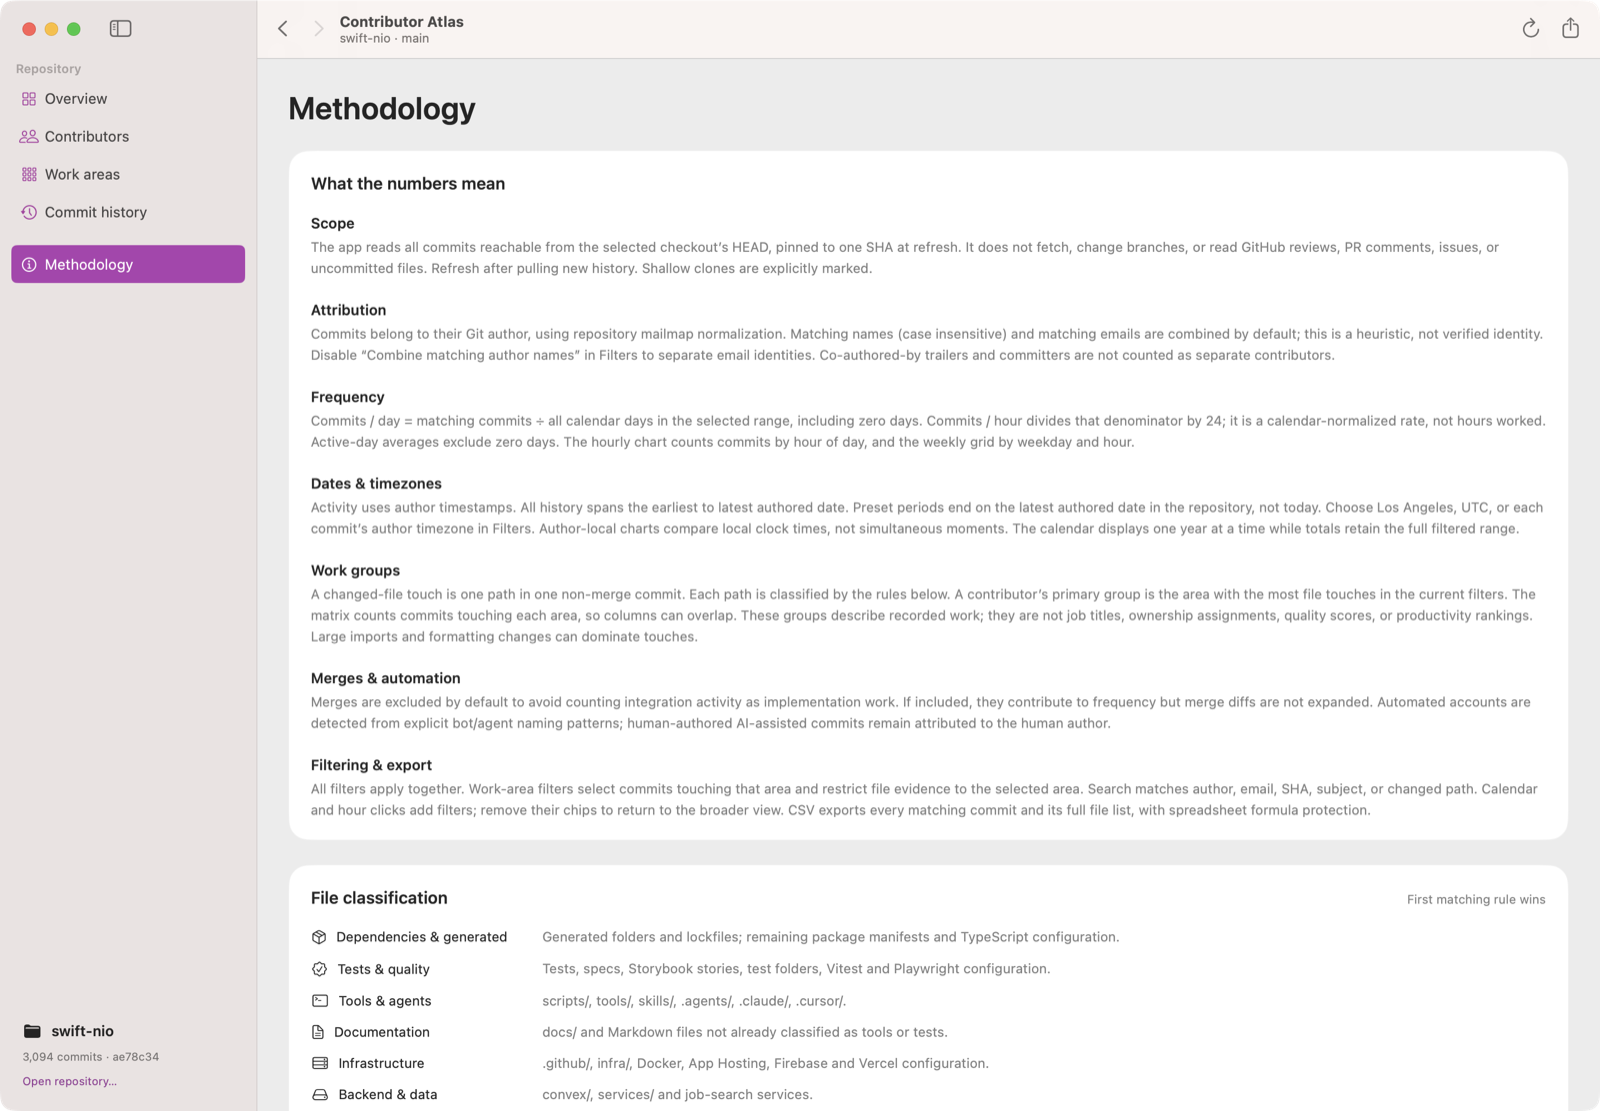 Contributor Atlas
swift-nio · main
Repository
Overview
Contributors
Work areas
Commit history
Methodology
swift-nio
3,094 commits · ae78c34
Open repository...
Methodology
What the numbers mean
Scope
The app reads all commits reachable from the selected checkout's HEAD, pinned to one SHA at refresh. It does not fetch, change branches, or read GitHub reviews, PR comments, issues, or
uncommitted files. Refresh after pulling new history. Shallow clones are explicitly marked.
Attribution
Commits belong to their Git author, using repository mailmap normalization. Matching names (case insensitive) and matching emails are combined by default; this is a heuristic, not verified identity.
Disable “Combine matching author names” in Filters to separate email identities. Co-authored-by trailers and committers are not counted as separate contributors.
Frequency
Commits / day = matching commits ÷ all calendar days in the selected range, including zero days. Commits / hour divides that denominator by 24; it is a calendar-normalized rate, not hours worked.
Active-day averages exclude zero days. The hourly chart counts commits by hour of day, and the weekly grid by weekday and hour.
Dates & timezones
Activity uses author timestamps. All history spans the earliest to latest authored date. Preset periods end on the latest authored date in the repository, not today. Choose Los Angeles, UTC, or each
commit's author timezone in Filters. Author-local charts compare local clock times, not simultaneous moments. The calendar displays one year at a time while totals retain the full filtered range.
Work groups
A changed-file touch is one path in one non-merge commit. Each path is classified by the rules below. A contributor's primary group is the area with the most file touches in the current filters. The
matrix counts commits touching each area, so columns can overlap. These groups describe recorded work; they are not job titles, ownership assignments, quality scores, or productivity rankings.
Large imports and formatting changes can dominate touches.
Merges & automation
Merges are excluded by default to avoid counting integration activity as implementation work. If included, they contribute to frequency but merge diffs are not expanded. Automated accounts are
detected from explicit bot/agent naming patterns; human-authored AI-assisted commits remain attributed to the human author.
Filtering & export
All filters apply together. Work-area filters select commits touching that area and restrict file evidence to the selected area. Search matches author, email, SHA, subject, or changed path. Calendar
and hour clicks add filters; remove their chips to return to the broader view. CSV exports every matching commit and its full file list, with spreadsheet formula protection.
File classification
First matching rule wins
Dependencies & generated
Generated folders and lockfiles; remaining package manifests and TypeScript configuration.
Tests & quality
Tests, specs, Storybook stories, test folders, Vitest and Playwright configuration.
Tools & agents
scripts/, tools/, skills/, .agents/, .claude/, .cursor/.
Documentation
docs/ and Markdown files not already classified as tools or tests.
Infrastructure
.github/, infra/, Docker, App Hosting, Firebase and Vercel configuration.
Backend & data
convex/, services/ and job-search services.